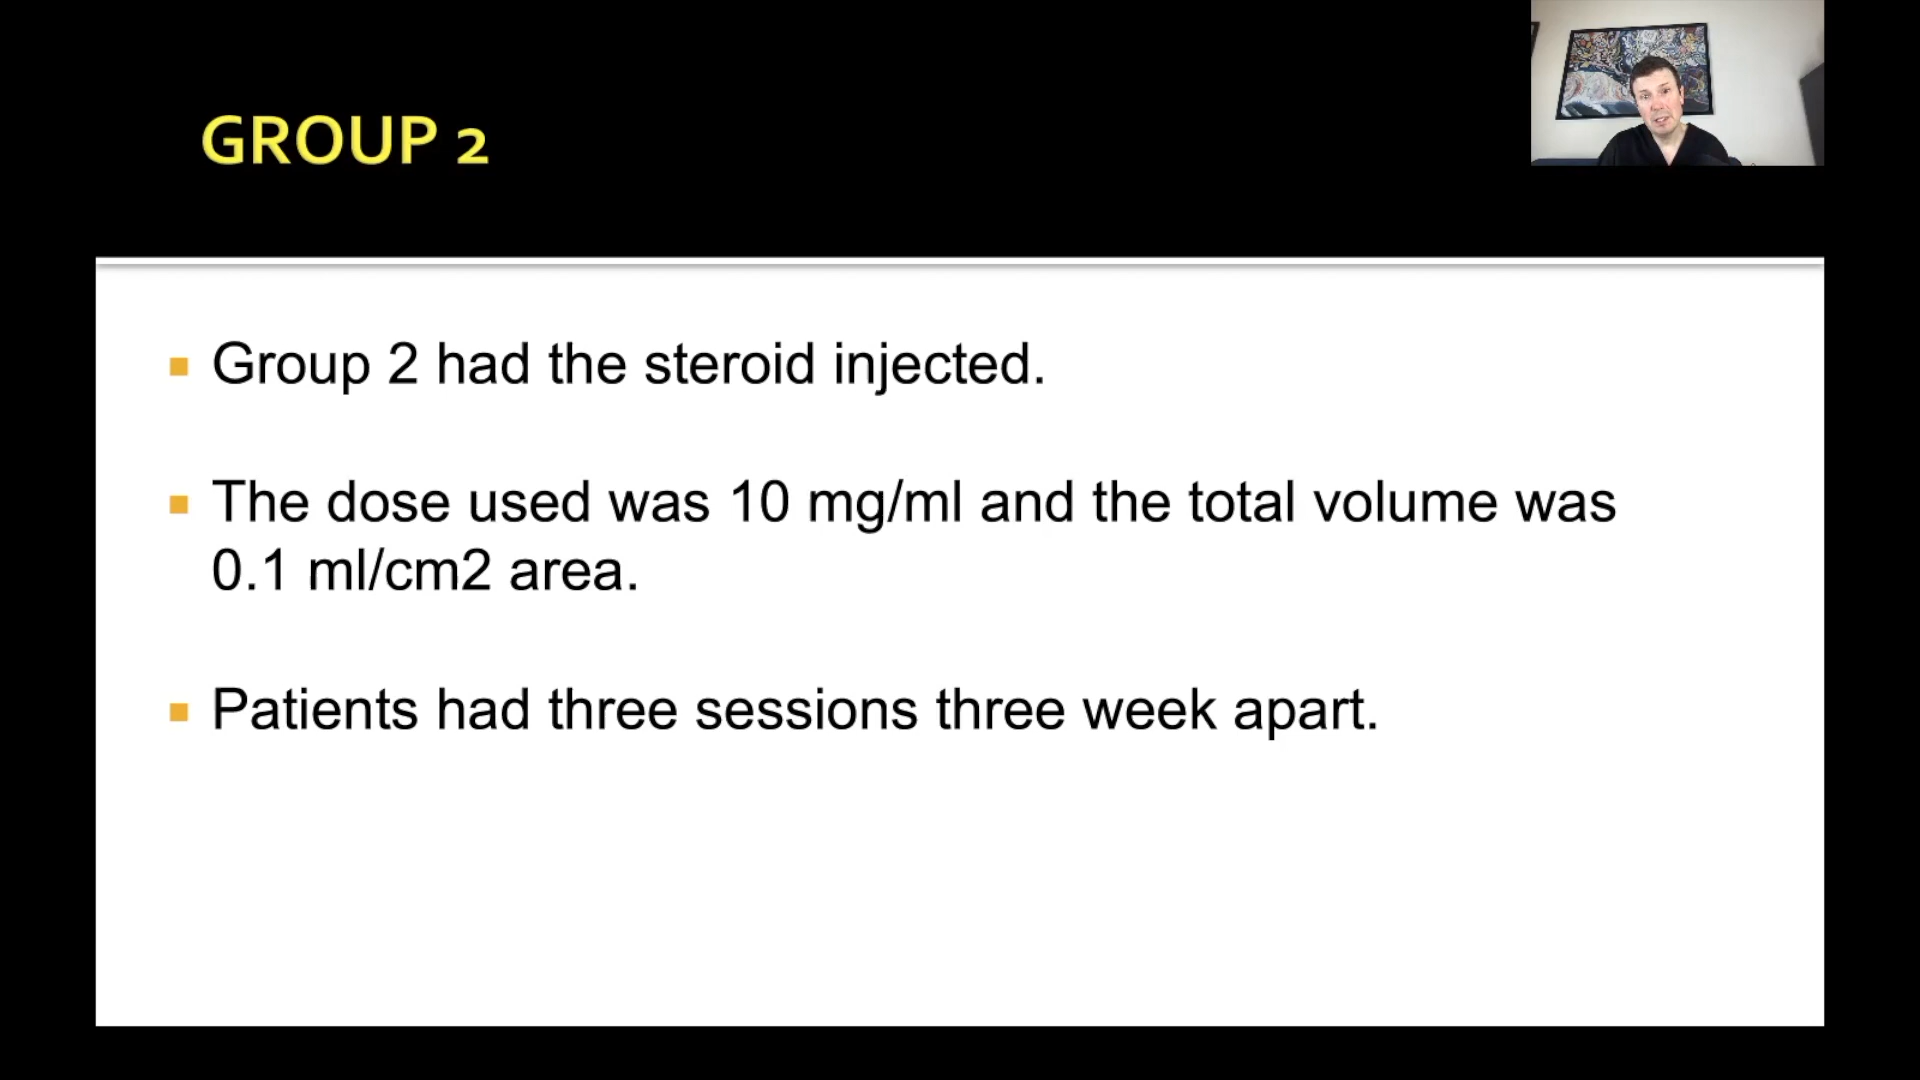 GROUP 2
Group 2 had the steroid injected.
The dose used was 10 mg/ml and the total volume was
0.1 ml/cm2 area.
Patients had three sessions three week apart.